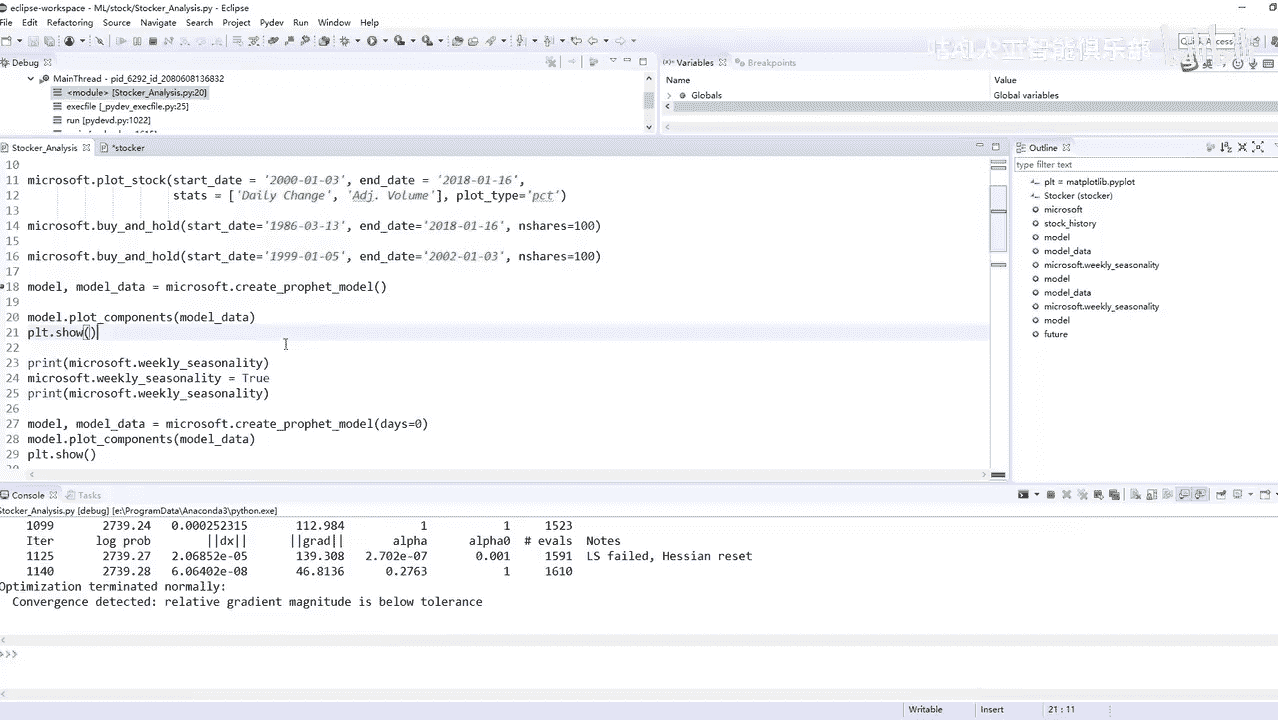 eclipse-workspace - ML/stock/Stocker_Analysis.py - Eclipse
File Edit Refactoring Source Navigate Search Project Pydev Run Window Help
Debug
Variables Breakpoints
MainThread - pid_6292_id_2080608136832
<module> [Stocker_Analysis.py:20]
execfile [_pydev_execfile.py:25]
run [pydevd.py:1022]
Name Value
Globals Global variables
Stocker_Analysis *stocker
10
11 microsoft.plot_stock(start_date = '2000-01-03', end_date = '2018-01-16',
12 stats = ['Daily Change', 'Adj. Volume'], plot_type='pct')
13
14 microsoft.buy_and_hold(start_date='1986-03-13', end_date='2018-01-16', nshares=100)
15
16 microsoft.buy_and_hold(start_date='1999-01-05', end_date='2002-01-03', nshares=100)
17
18 model, model_data = microsoft.create_prophet_model()
19
20 model.plot_components(model_data)
21 plt.show()
22
23 print(microsoft.weekly_seasonality)
24 microsoft.weekly_seasonality = True
25 print(microsoft.weekly_seasonality)
26
27 model, model_data = microsoft.create_prophet_model(days=0)
28 model.plot_components(model_data)
29 plt.show()
Outline
type filter text
plt = matplotlib.pyplot
Stocker (stocker)
microsoft
stock_history
model
model_data
microsoft.weekly_seasonality
model
model_data
microsoft.weekly_seasonality
model
future
Console Tasks
Stocker_Analysis.py [debug] [e:\ProgramData\Anaconda3\python.exe]
1099 2739.24 0.000252315 112.984 1 1 1523
Iter log prob ||dx|| ||grad|| alpha alpha0 # evals Notes
1125 2739.27 2.06852e-05 139.308 2.702e-07 0.001 1591 LS failed, Hessian reset
1140 2739.28 6.06402e-08 46.8136 0.2763 1 1610
Optimization terminated normally:
Convergence detected: relative gradient magnitude is below tolerance
>>>
Writable Insert 21 : 11